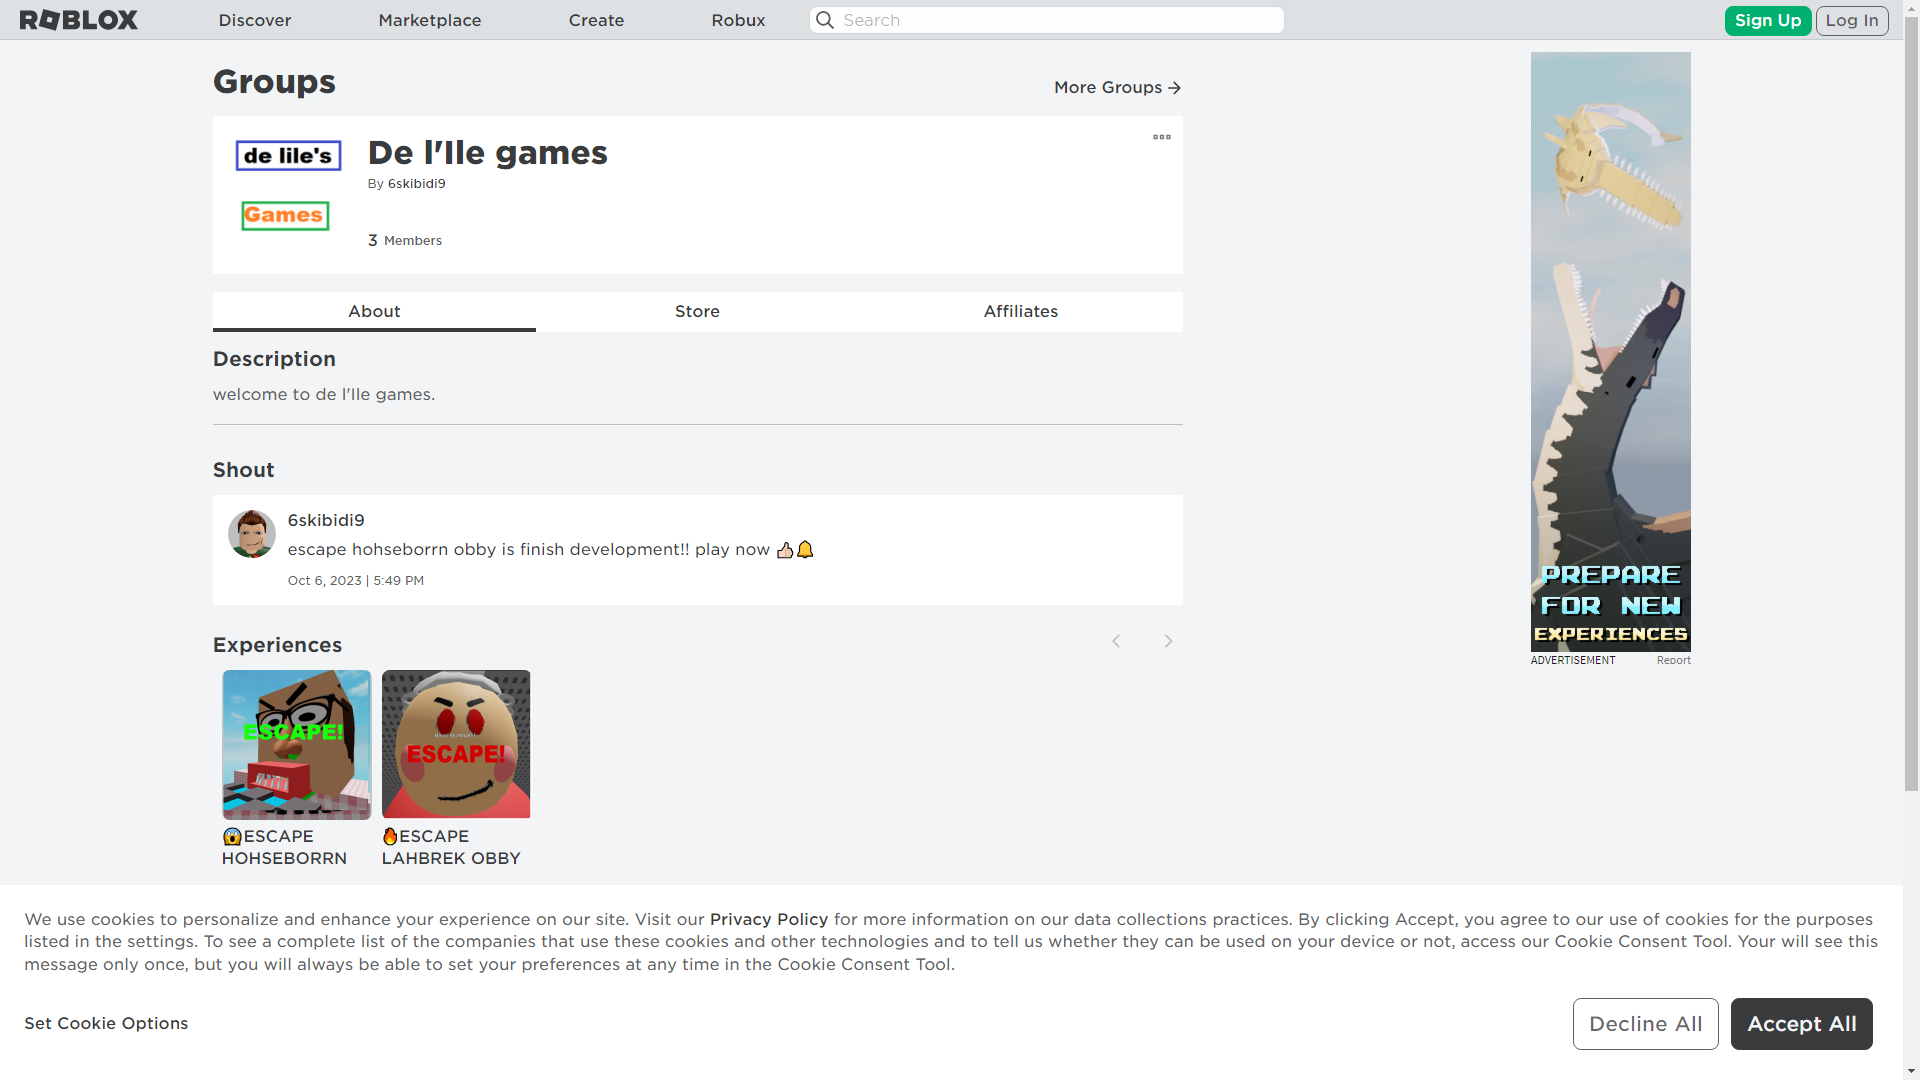 ROBLOX
Discover
Marketplace
Create
Robux
Search
Sign Up
Log In
Groups
More Groups
de lile's
Games
De l'Ile games
By 6skibidi9
3 Members
About
Store
Affiliates
Description
welcome to de l'Ile games.
Shout
6skibidi9
escape hohseborrn obby is finish development!! play now 👍🏻🔔
Oct 6, 2023 | 5:49 PM
Experiences
ESCAPE!
ESCAPE!
😱ESCAPE
HOHSEBORRN
🔥ESCAPE
LAHBREK OBBY
PREPARE
FOR NEW
EXPERIENCES
ADVERTISEMENT
Report
We use cookies to personalize and enhance your experience on our site. Visit our Privacy Policy for more information on our data collections practices. By clicking Accept, you agree to our use of cookies for the purposes
listed in the settings. To see a complete list of the companies that use these cookies and other technologies and to tell us whether they can be used on your device or not, access our Cookie Consent Tool. Your will see this
message only once, but you will always be able to set your preferences at any time in the Cookie Consent Tool.
Set Cookie Options
Decline All
Accept All